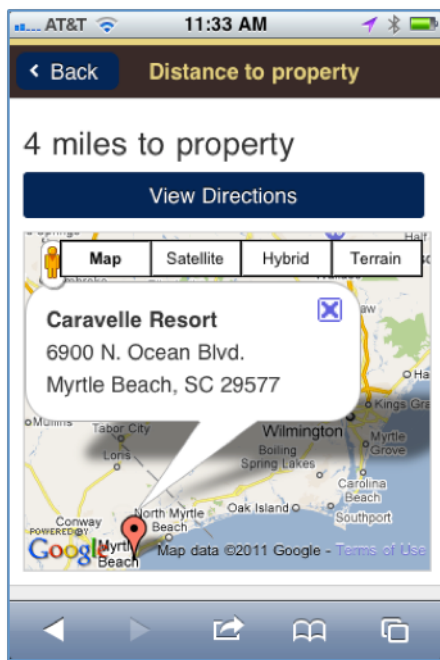 AT&T 11:33 AM
Back Distance to property
4 miles to property
View Directions
Map Satellite Hybrid Terrain
Caravelle Resort
6900 N. Ocean Blvd.
Myrtle Beach, SC 29577
Mullins
Tabor City
Wilmington
Kings Gra
Myrtle
Grove
Loris
Boiling
Spring Lakes
Carolina
Beach
North Myrtle
Beach
Oak Island
Southport
Conway
POWERED BY
Google
Myrtle
Beach
Map data ©2011 Google - Terms of Use